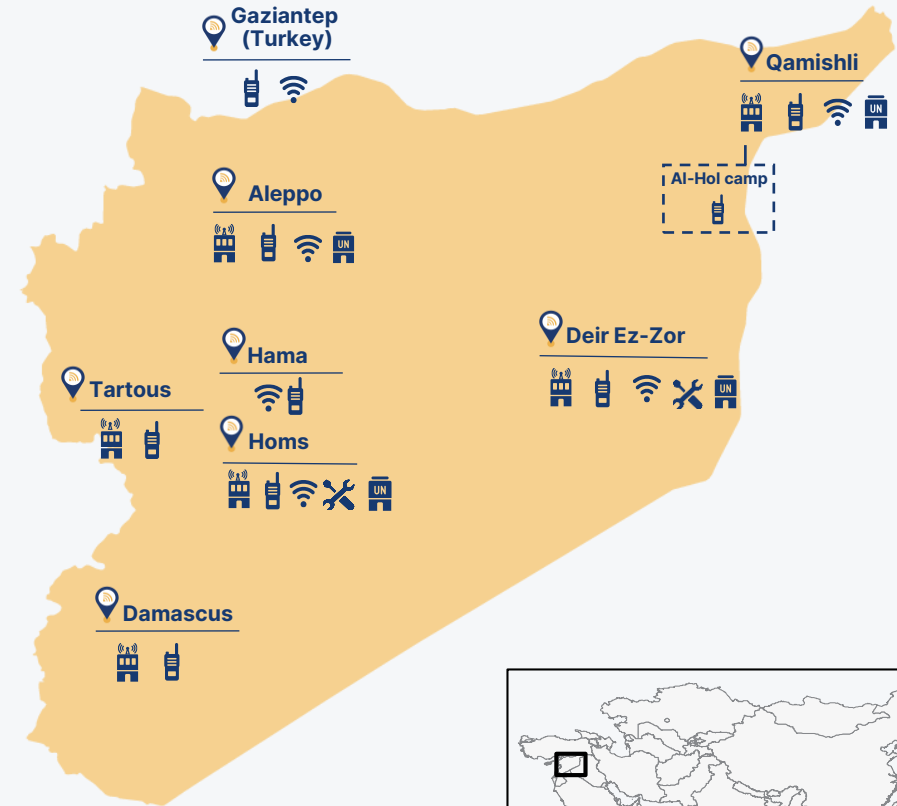 Gaziantep
(Turkey)
Qamishli
UN
Al-Hol camp
Aleppo
UN
Deir Ez-Zor
UN
Hama
Tartous
Homs
UN
Damascus